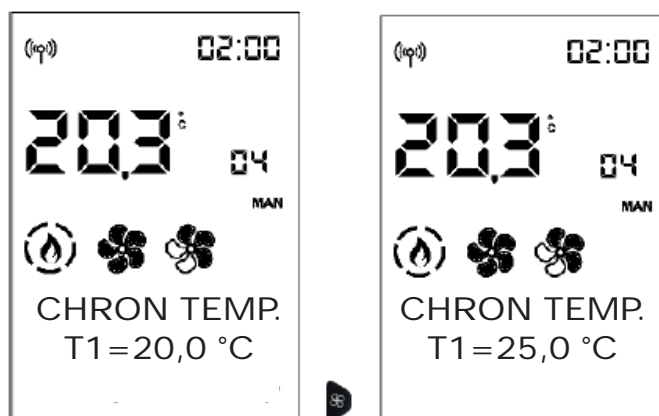 02:00
20,3 °C
04
MAN
CHRON TEMP.
T1=20,0 °C
02:00
20,3 °C
04
MAN
CHRON TEMP.
T1=25,0 °C